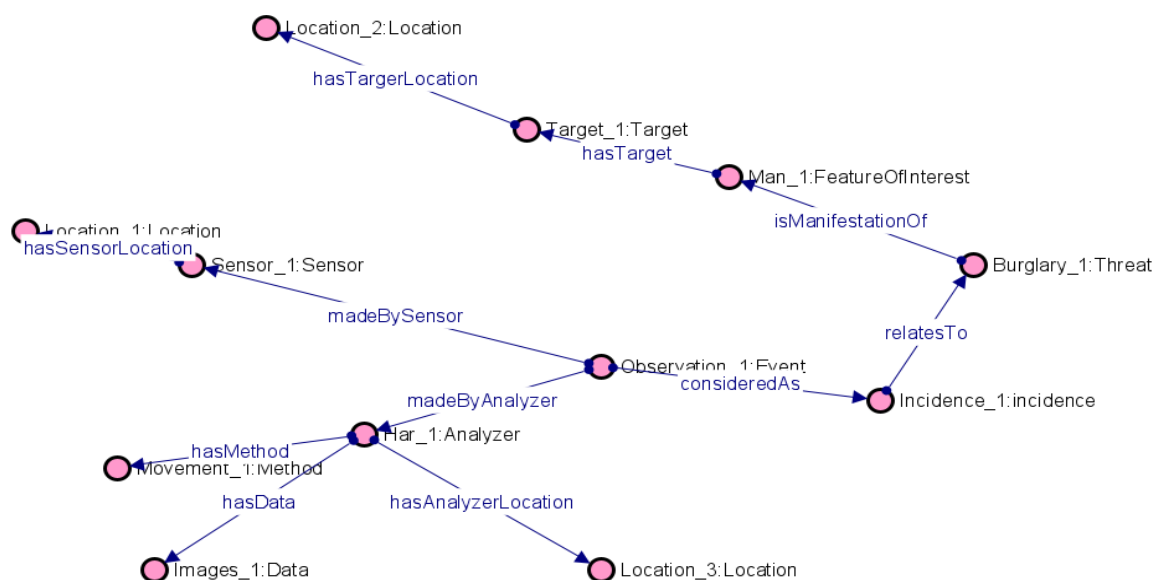 Location_2:Location
hasTargerLocation
Target_1:Target
hasTarget
Man_1:FeatureOfInterest
isManifestationOf
Location_1:Location
hasSensorLocation
Sensor_1:Sensor
Burglary_1:Threat
madeBySensor
relatesTo
Observation_1:Event
consideredAs
madeByAnalyzer
Incidence_1:incidence
Har_1:Analyzer
hasMethod
Movement_1:Method
hasData
hasAnalyzerLocation
Images_1:Data
Location_3:Location